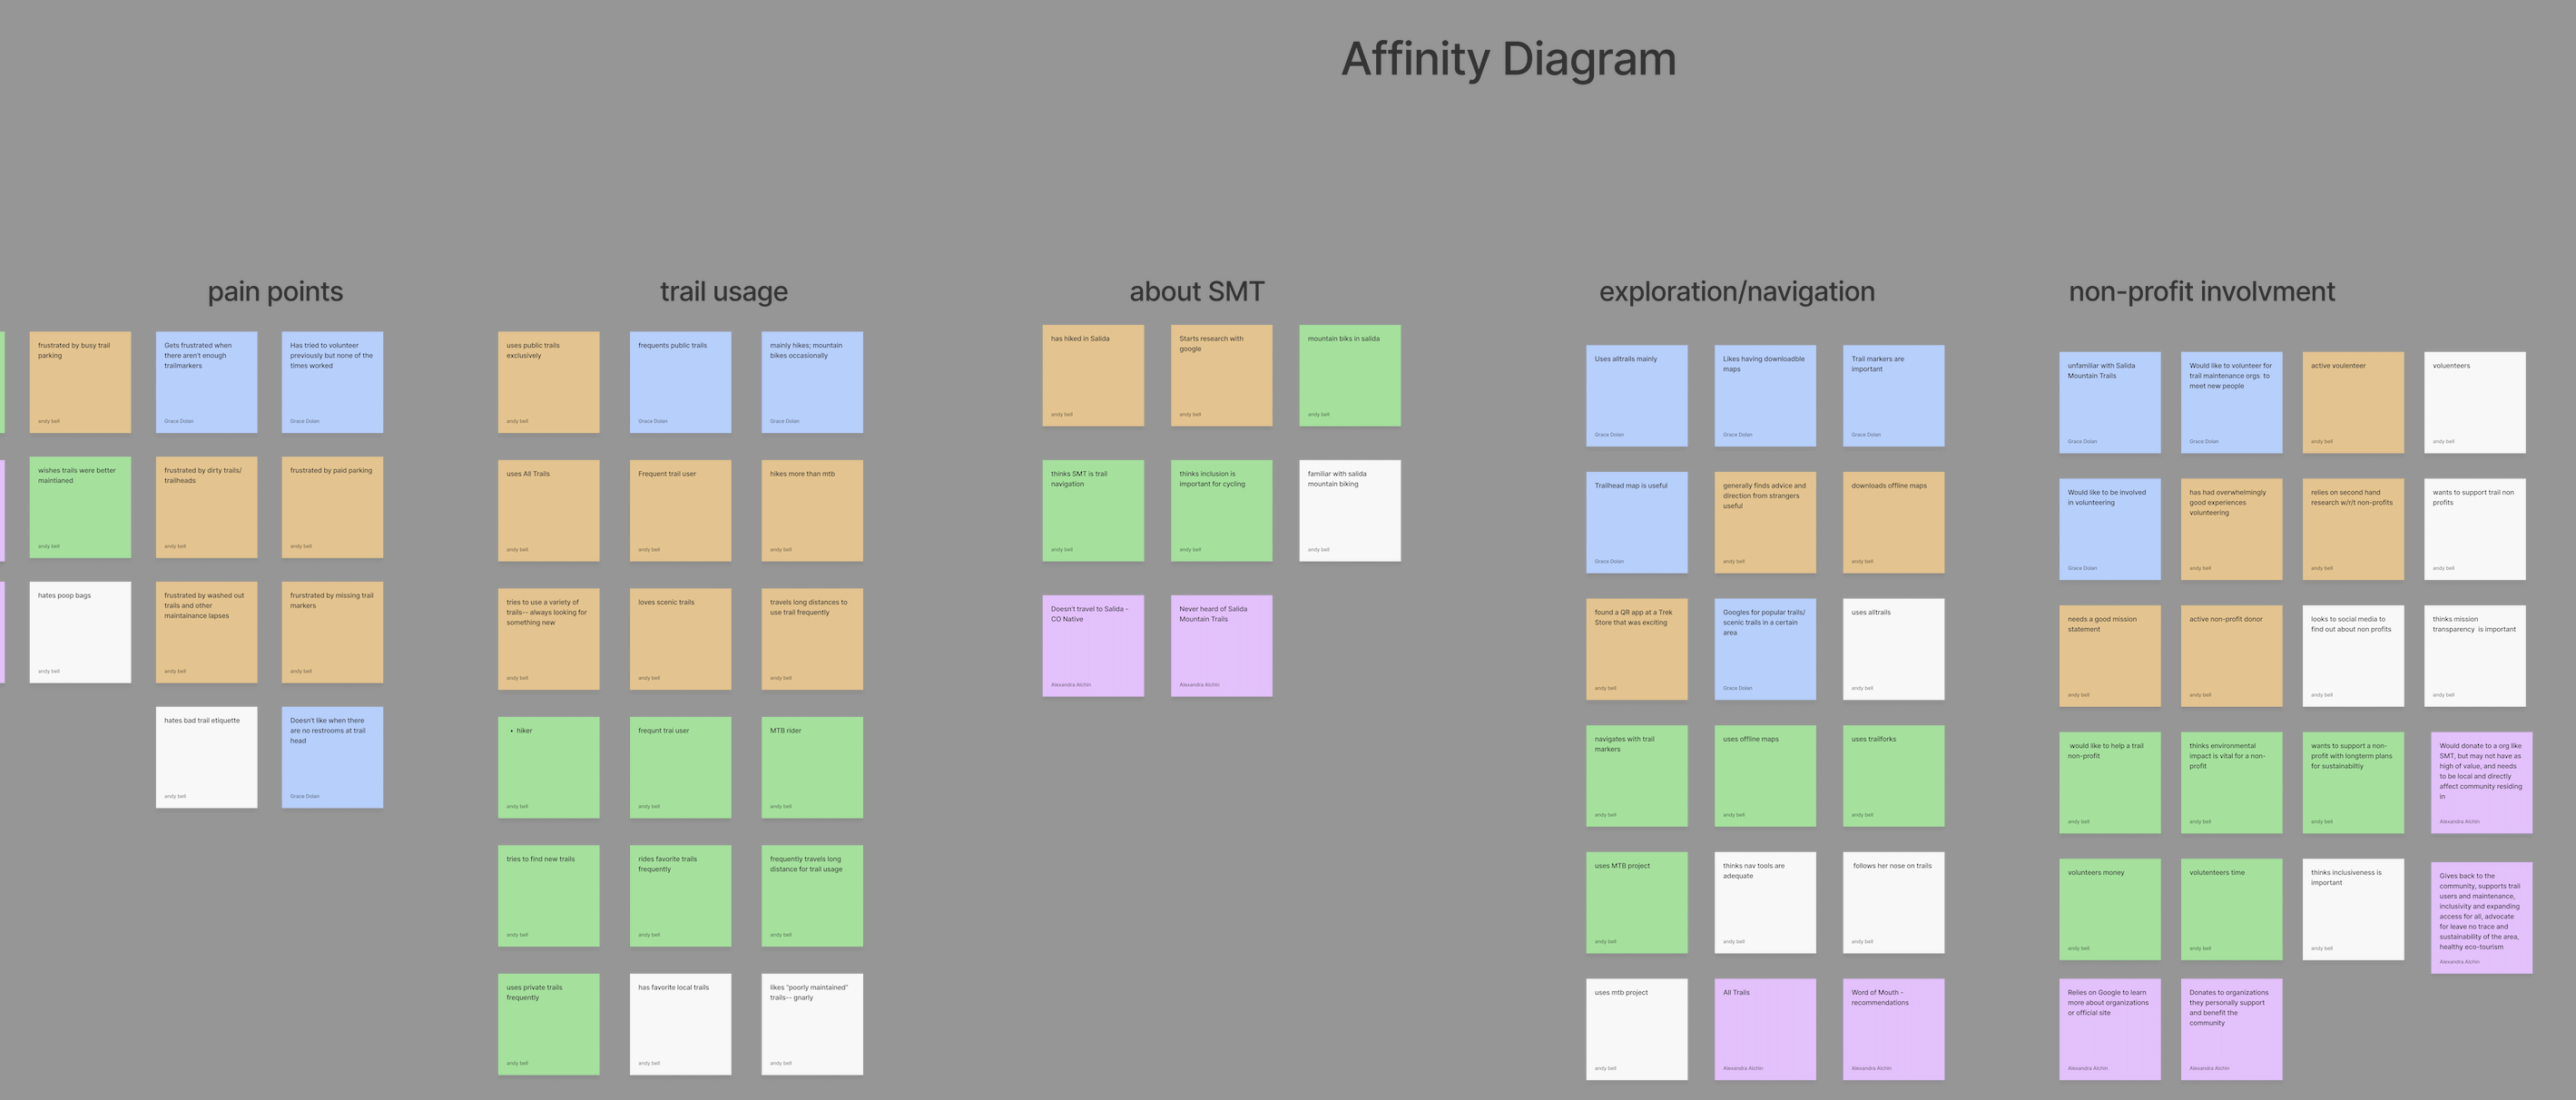 Affinity Diagram
pain points
frustrated by busy trail
parking
andy bell
Gets frustrated when
there aren't enough
trailmarkers
Grace Dolan
Has tried to volunteer
previously but none of the
times worked
Grace Dolan
wishes trails were better
maintianed
andy bell
frustrated by dirty trails/
trailheads
andy bell
frustrated by paid parking
andy bell
hates poop bags
andy bell
frustrated by washed out
trails and other
maintainance lapses
andy bell
frurstrated by missing trail
markers
andy bell
hates bad trail etiquette
andy bell
Doesn't like when there
are no restrooms at trail
head
Grace Dolan
trail usage
uses public trails
exclusively
andy bell
frequents public trails
Grace Dolan
mainly hikes; mountain
bikes occasionally
Grace Dolan
uses All Trails
andy bell
Frequent trail user
andy bell
hikes more than mtb
andy bell
tries to use a variety of
trails-- always looking for
something new
andy bell
loves scenic trails
andy bell
travels long distances to
use trail frequently
andy bell
• hiker
andy bell
frequnt trai user
andy bell
MTB rider
andy bell
tries to find new trails
andy bell
rides favorite trails
frequently
andy bell
frequently travels long
distance for trail usage
andy bell
uses private trails
frequently
andy bell
has favorite local trails
andy bell
likes "poorly maintained"
trails-- gnarly
andy bell
about SMT
has hiked in Salida
andy bell
Starts research with
google
andy bell
mountain biks in salida
andy bell
thinks SMT is trail
navigation
andy bell
thinks inclusion is
important for cycling
andy bell
familiar with salida
mountain biking
andy bell
Doesn't travel to Salida -
CO Native
Alexandra Alchin
Never heard of Salida
Mountain Trails
Alexandra Alchin
exploration/navigation
Uses alltrails mainly
Grace Dolan
Likes having downloadble
maps
Grace Dolan
Trail markers are
important
Grace Dolan
Trailhead map is useful
Grace Dolan
generally finds advice and
direction from strangers
useful
andy bell
downloads offline maps
andy bell
found a QR app at a Trek
Store that was exciting
andy bell
Googles for popular trails/
scenic trails in a certain
area
Grace Dolan
uses alltrails
andy bell
navigates with trail
markers
andy bell
uses offline maps
andy bell
uses trailforks
andy bell
uses MTB project
andy bell
thinks nav tools are
adequate
andy bell
follows her nose on trails
andy bell
uses mtb project
andy bell
All Trails
Alexandra Alchin
Word of Mouth -
recommendations
Alexandra Alchin
non-profit involvment
unfamiliar with Salida
Mountain Trails
Grace Dolan
Would like to volunteer for
trail maintenance orgs to
meet new people
Grace Dolan
active voulenteer
andy bell
voluenteers
andy bell
Would like to be involved
in volunteering
Grace Dolan
has had overwhelmingly
good experiences
volunteering
andy bell
relies on second hand
research w/r/t non-profits
andy bell
wants to support trail non
profits
andy bell
needs a good mission
statement
andy bell
active non-profit donor
andy bell
looks to social media to
find out about non profits
andy bell
thinks mission
transparency is important
andy bell
would like to help a trail
non-profit
andy bell
thinks environmental
impact is vital for a non-
profit
andy bell
wants to support a non-
profit with longterm plans
for sustainabiltiy
andy bell
Would donate to a org like
SMT, but may not have as
high of value, and needs
to be local and directly
affect community residing
in
Alexandra Alchin
volunteers money
andy bell
volutenteers time
andy bell
thinks inclusiveness is
important
andy bell
Gives back to the
community, supports trail
users and maintenance,
inclusivity and expanding
access for all, advocate
for leave no trace and
sustainability of the area,
healthy eco-tourism
Alexandra Alchin
Relies on Google to learn
more about organizations
or official site
Alexandra Alchin
Donates to organizations
they personally support
and benefit the
community
Alexandra Alchin